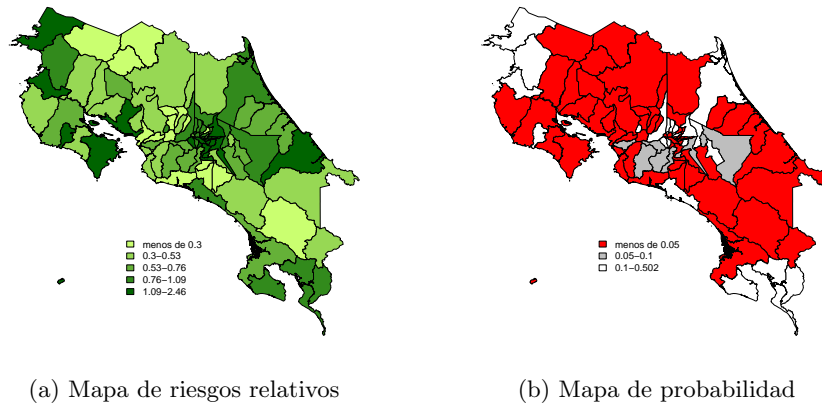 menos de 0.3
0.3–0.53
0.53–0.76
0.76–1.09
1.09–2.46
menos de 0.05
0.05–0.1
0.1–0.502
(a) Mapa de riesgos relativos
(b) Mapa de probabilidad